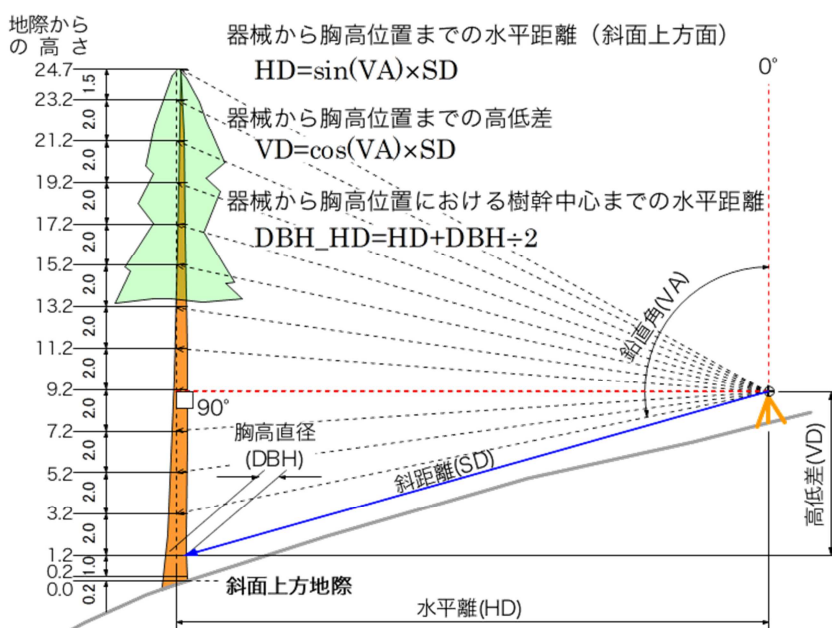 地際から
の 高 さ
器械から胸高位置までの水平距離（斜面上方面）
HD=sin(VA)×SD
器械から胸高位置までの高低差
VD=cos(VA)×SD
器械から胸高位置における樹幹中心までの水平距離
DBH_HD=HD+DBH÷2
0°
24.7
1.5
23.2
2.0
21.2
2.0
19.2
2.0
17.2
2.0
15.2
2.0
13.2
2.0
11.2
2.0
9.2
2.0
7.2
2.0
5.2
2.0
3.2
2.0
1.2
1.0
0.2
0.0
0.2
鉛直角(VA)
90°
胸高直径
(DBH)
斜距離(SD)
高低差(VD)
斜面上方地際
水平離(HD)